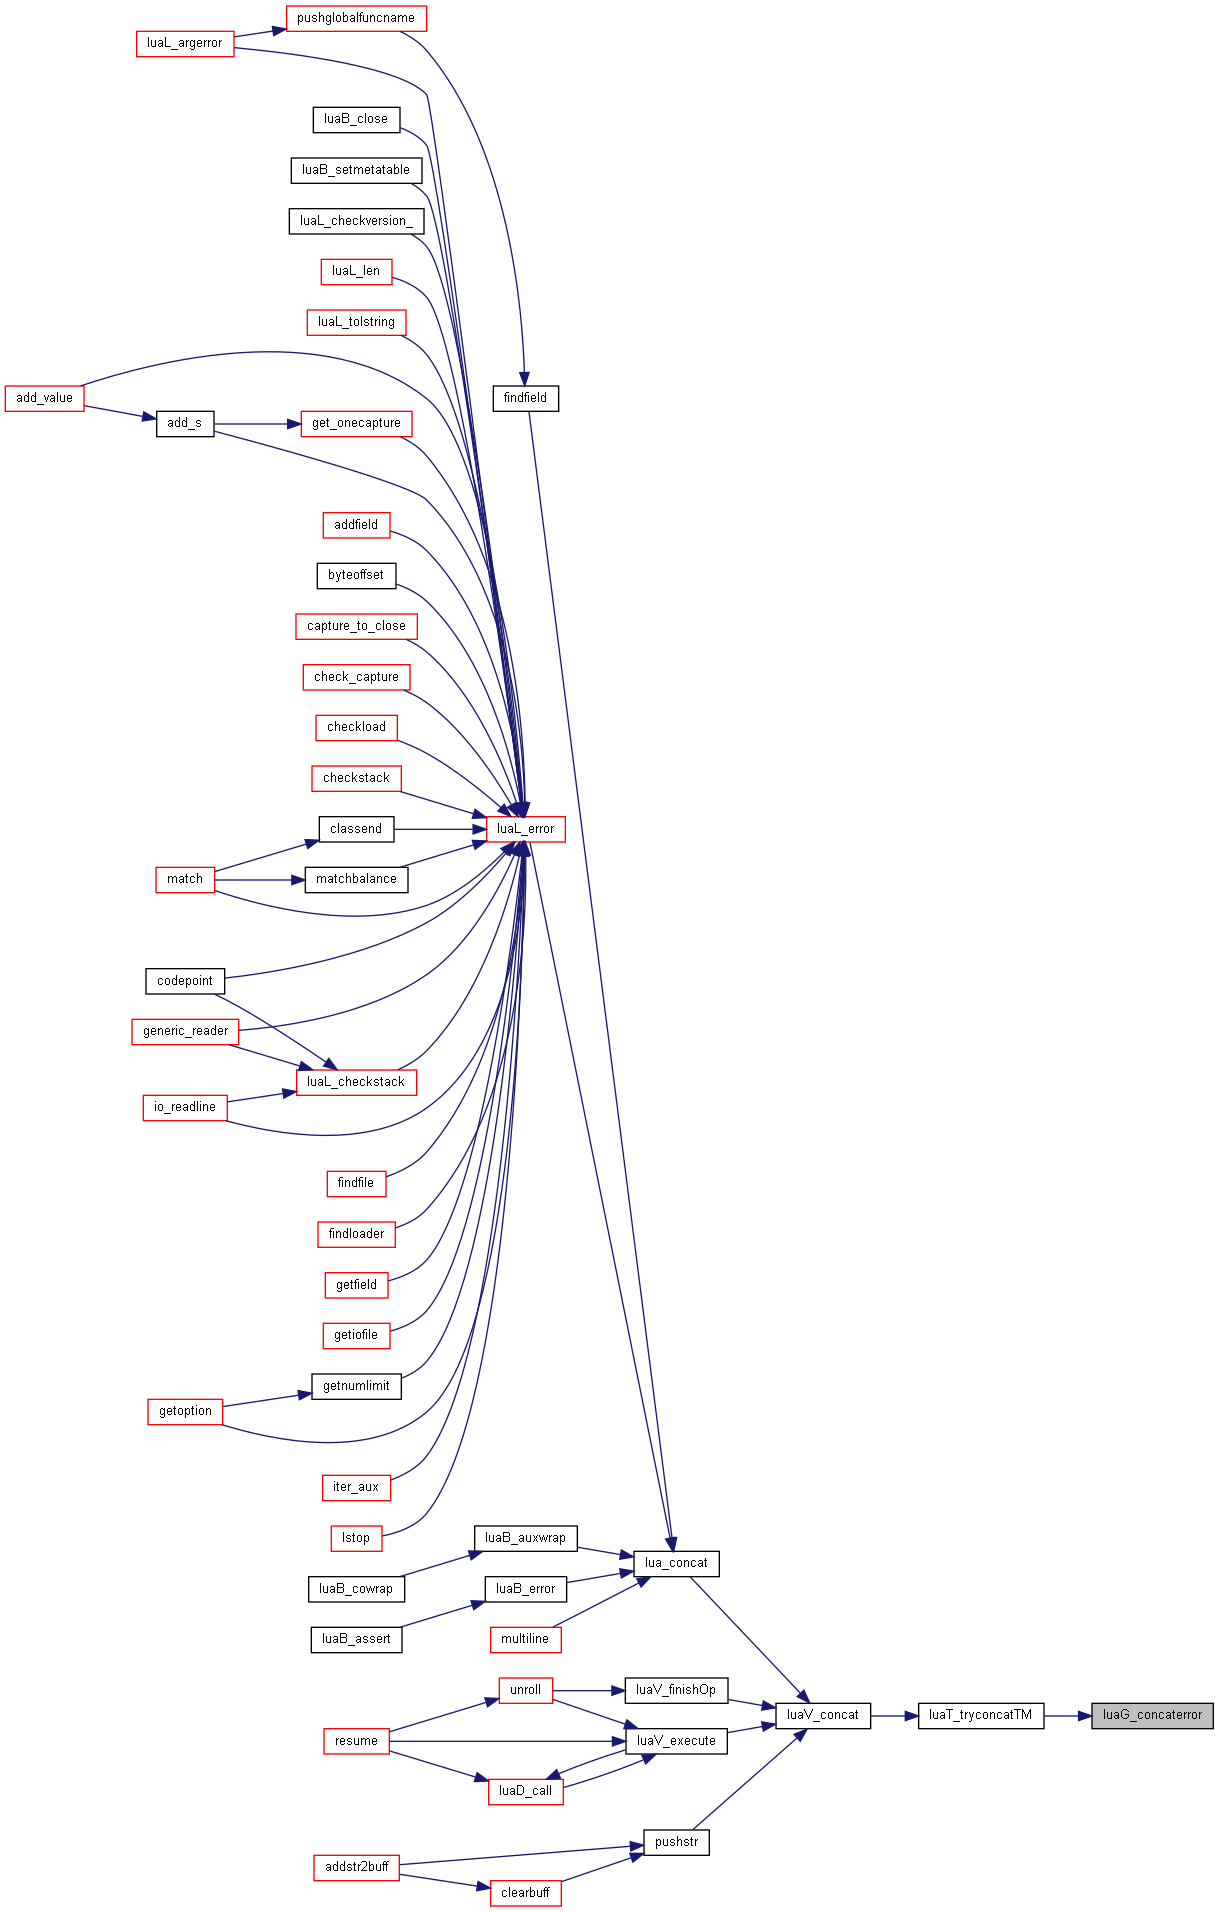 pushglobalfuncname
luaL_argerror
luaB_close
luaB_setmetatable
luaL_checkversion_
luaL_len
luaL_tolstring
add_value
findfield
add_s
get_onecapture
addfield
byteoffset
capture_to_close
check_capture
checkload
checkstack
classend
luaL_error
match
matchbalance
codepoint
generic_reader
luaL_checkstack
io_readline
findfile
findloader
getfield
getiofile
getnumlimit
getoption
iter_aux
lstop
luaB_auxwrap
lua_concat
luaB_cowrap
luaB_error
luaB_assert
multiline
unroll
luaV_finishOp
luaV_concat
luaT_tryconcatTM
luaG_concaterror
resume
luaV_execute
luaD_call
pushstr
addstr2buff
clearbuff